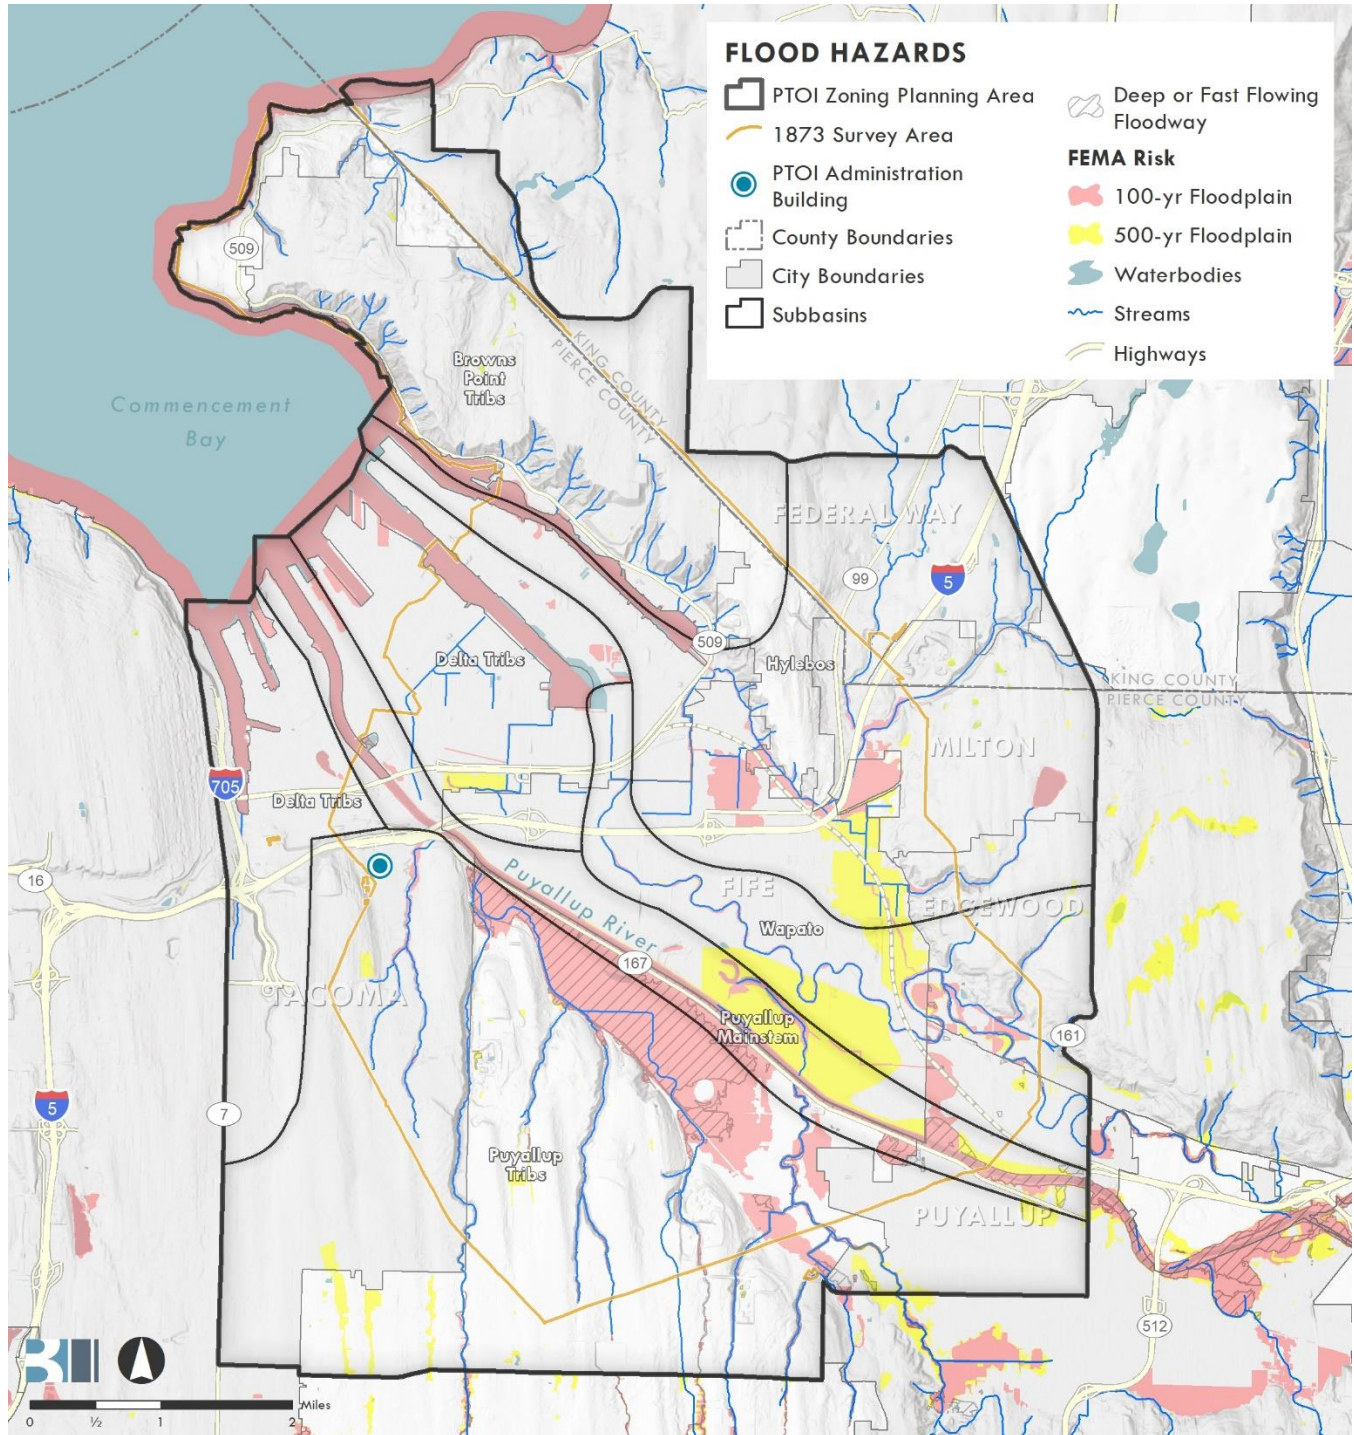 FLOOD HAZARDS
PTOI Zoning Planning Area
1873 Survey Area
PTOI Administration
Building
County Boundaries
City Boundaries
Subbasins
Deep or Fast Flowing
Floodway
FEMA Risk
100-yr Floodplain
500-yr Floodplain
Waterbodies
Streams
Highways
509
KING COUNTY
PIERCE COUNTY
Browns
Point
Tribs
Commencement
Bay
FEDERAL WAY
99
5
509
Hylebos
Delta Tribs
KING COUNTY
PIERCE COUNTY
MILTON
705
Delta Tribs
16
Puyallup River
FIFE
EDGEWOOD
Wapato
167
TACOMA
Puyallup
Mainstem
161
5
7
Puyallup
Tribs
PUYALLUP
512
B
Miles
0
½
1
2